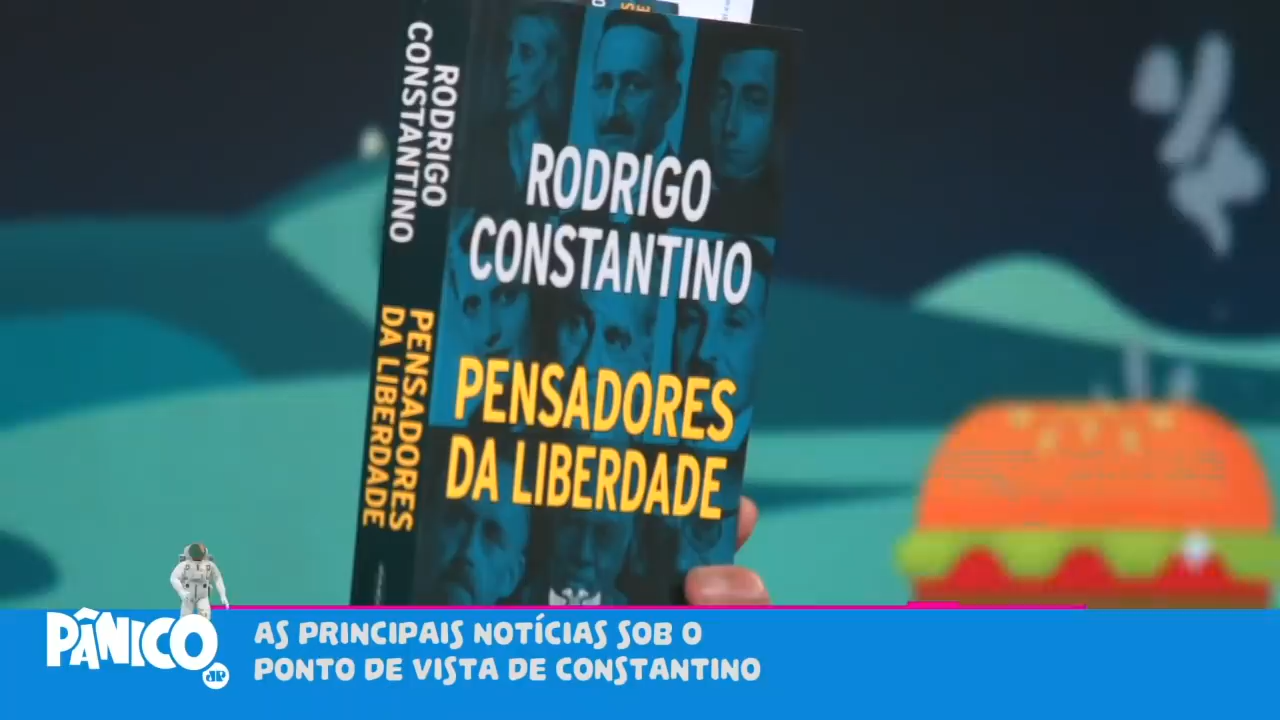 RODRIGO
CONSTANTINO
PENSADORES
DA LIBERDADE
RODRIGO
CONSTANTINO
PENSADORES
DA LIBERDADE
PÂNICO
JP
AS PRINCIPAIS NOTÍCIAS SOB O
PONTO DE VISTA DE CONSTANTINO